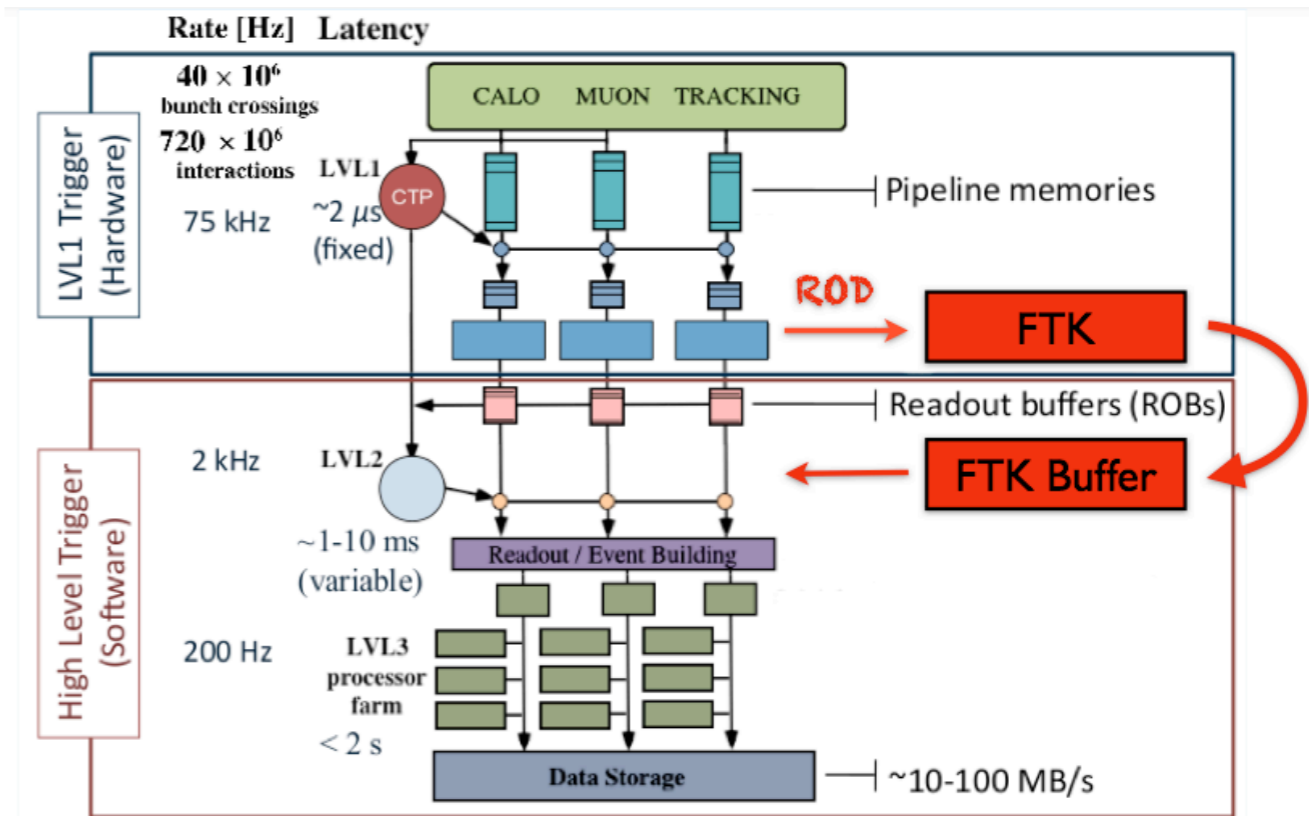 Rate [Hz] Latency
40 × 10⁶
bunch crossings
720 × 10⁶
interactions
CALO MUON TRACKING
LVL1 Trigger
(Hardware)
LVL1
CTP
~2 µs
(fixed)
75 kHz
Pipeline memories
ROD
FTK
Readout buffers (ROBs)
FTK Buffer
High Level Trigger
(Software)
2 kHz
LVL2
~1-10 ms
(variable)
Readout / Event Building
200 Hz
LVL3
processor
farm
< 2 s
Data Storage
~10-100 MB/s